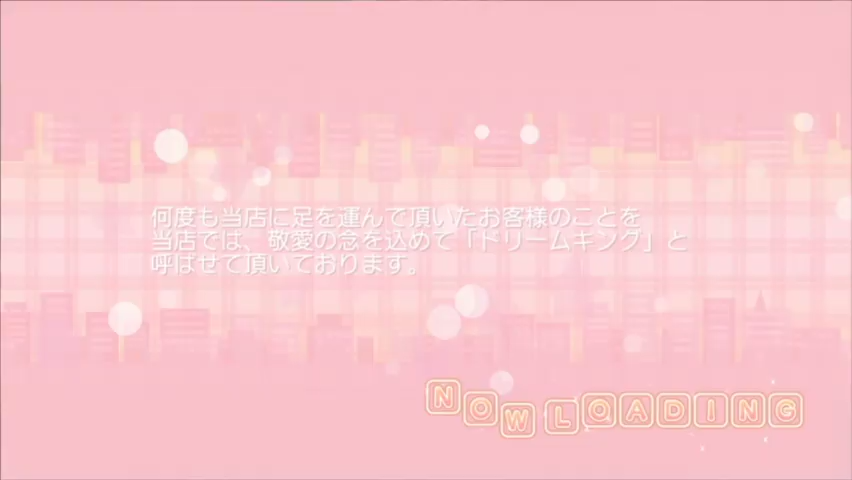 何度も当店に足を運んで頂いたお客様のことを
当店では、敬愛の念を込めて「ドリームキング」と
呼ばせて頂いております。
NOW LOADING